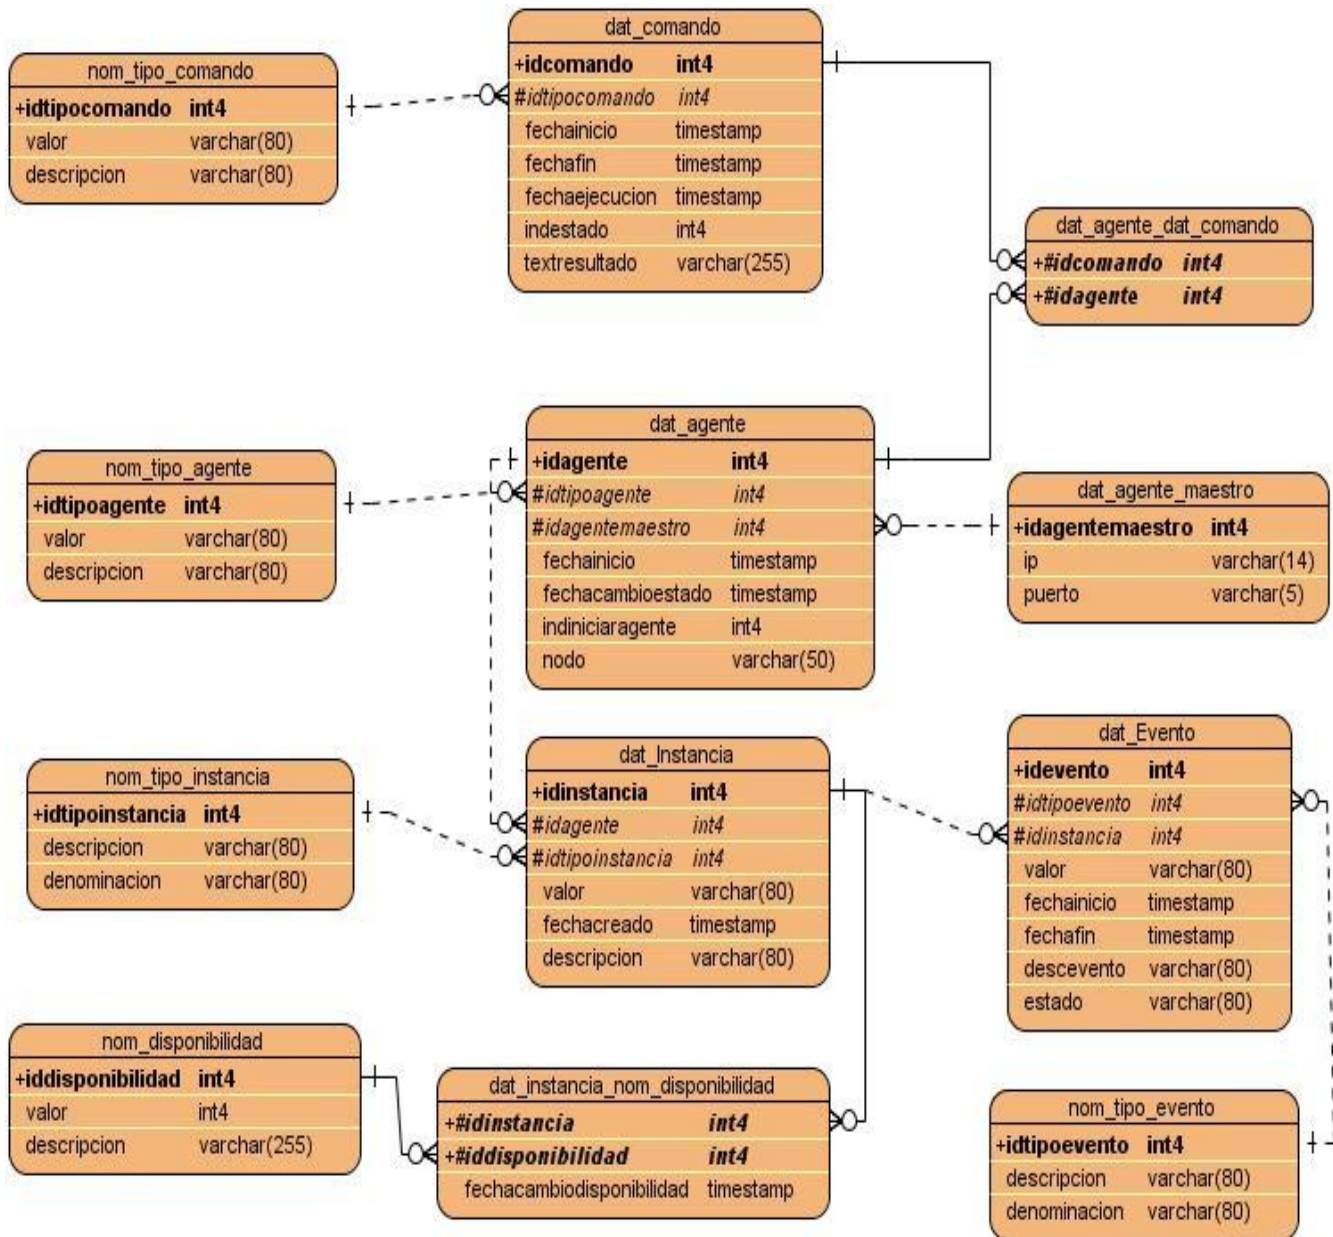 dat_comando
+idcomando int4
#idtipocomando int4
fechainicio timestamp
fechafin timestamp
fechaejecucion timestamp
indestado int4
textresultado varchar(255)
nom_tipo_comando
+idtipocomando int4
valor varchar(80)
descripcion varchar(80)
dat_agente_dat_comando
+#idcomando int4
+#idagente int4
dat_agente
+idagente int4
#idtipoagente int4
#idagentemaestro int4
fechainicio timestamp
fechacambioestado timestamp
indiniciaragente int4
nodo varchar(50)
nom_tipo_agente
+idtipoagente int4
valor varchar(80)
descripcion varchar(80)
dat_agente_maestro
+idagentemaestro int4
ip varchar(14)
puerto varchar(5)
dat_Instancia
+idinstancia int4
#idagente int4
#idtipoinstancia int4
valor varchar(80)
fechacreado timestamp
descripcion varchar(80)
nom_tipo_instancia
+idtipoinstancia int4
descripcion varchar(80)
denominacion varchar(80)
dat_Evento
+idevento int4
#idtipoevento int4
#idinstancia int4
valor varchar(80)
fechainicio timestamp
fechafin timestamp
descevento varchar(80)
estado varchar(80)
nom_disponibilidad
+iddisponibilidad int4
valor int4
descripcion varchar(255)
dat_instancia_nom_disponibilidad
+#idinstancia int4
+#iddisponibilidad int4
fechacambiodisponibilidad timestamp
nom_tipo_evento
+idtipoevento int4
descripcion varchar(80)
denominacion varchar(80)